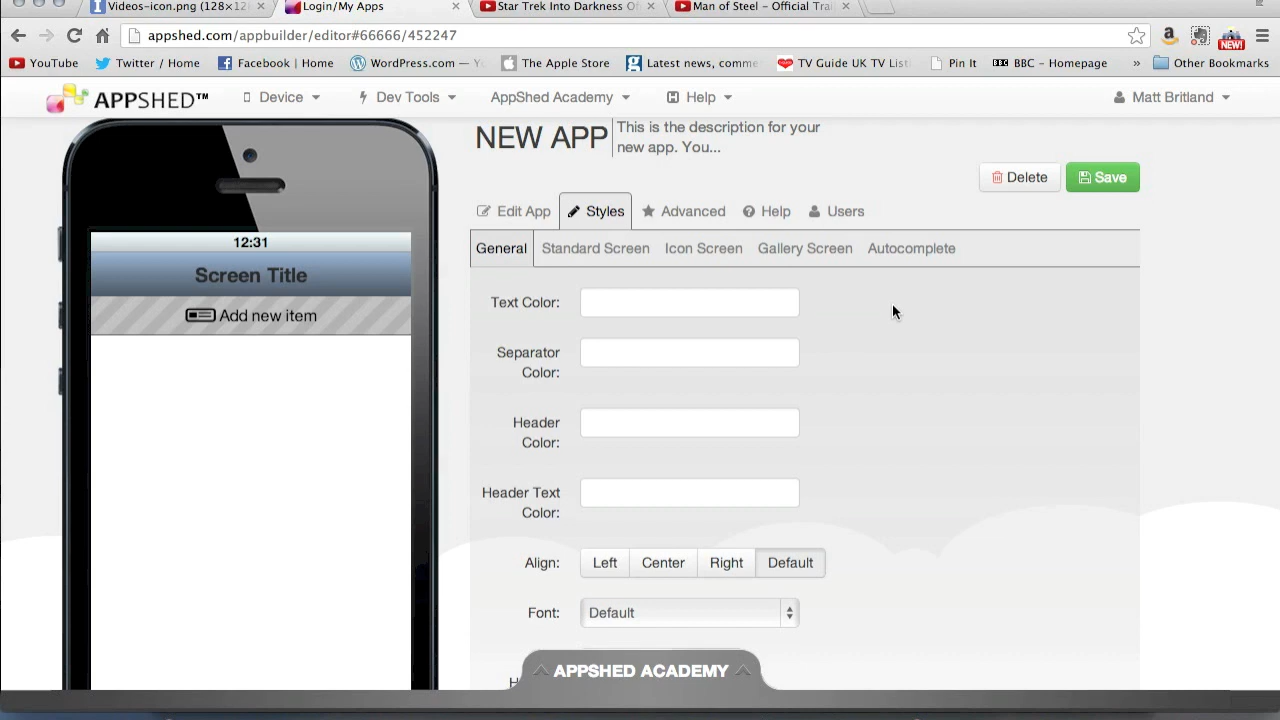 Videos-icon.png (128×12
Login/My Apps
Star Trek Into Darkness Of
Man of Steel – Official Trai
appshed.com/appbuilder/editor#66666/452247
NEW!
YouTube
Twitter / Home
Facebook | Home
WordPress.com —
The Apple Store
Latest news, comme
TV Guide UK TV List
Pin It
BBC – Homepage
»
Other Bookmarks
APPSHED™
Device
Dev Tools
AppShed Academy
Help
Matt Britland
NEW APP
This is the description for your
new app. You...
Delete
Save
Edit App
Styles
Advanced
Help
Users
General
Standard Screen
Icon Screen
Gallery Screen
Autocomplete
12:31
Screen Title
Add new item
Text Color:
Separator
Color:
Header
Color:
Header Text
Color:
Align:
Left
Center
Right
Default
Font:
Default
APPSHED ACADEMY